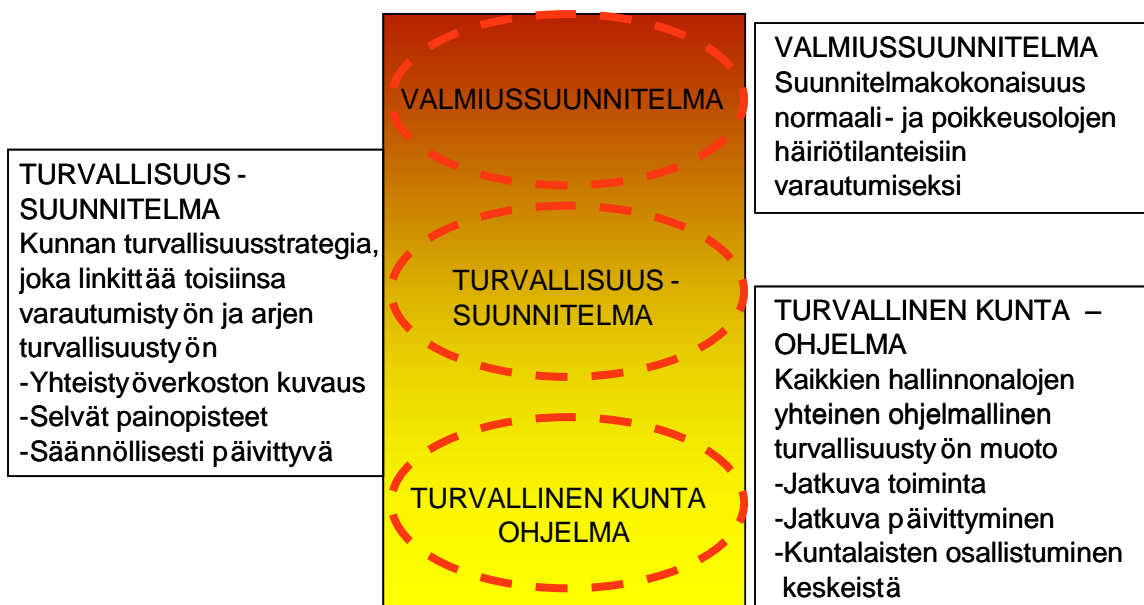 VALMIUSSUUNNITELMA
TURVALLISUUS -
SUUNNITELMA
TURVALLINEN KUNTA
OHJELMA
TURVALLISUUS -
SUUNNITELMA
Kunnan turvallisuusstrategia,
joka linkittää toisiinsa
varautumistyön ja arjen
turvallisuustyön
-Yhteistyöverkoston kuvaus
-Selvät painopisteet
-Säännöllisesti päivittyvä
VALMIUSSUUNNITELMA
Suunnitelmakokonaisuus
normaali- ja poikkeusolojen
häiriötilanteisiin
varautumiseksi
TURVALLINEN KUNTA –
OHJELMA
Kaikkien hallinnonalojen
yhteinen ohjelmallinen
turvallisuustyön muoto
-Jatkuva toiminta
-Jatkuva päivittyminen
-Kuntalaisten osallistuminen
keskeistä